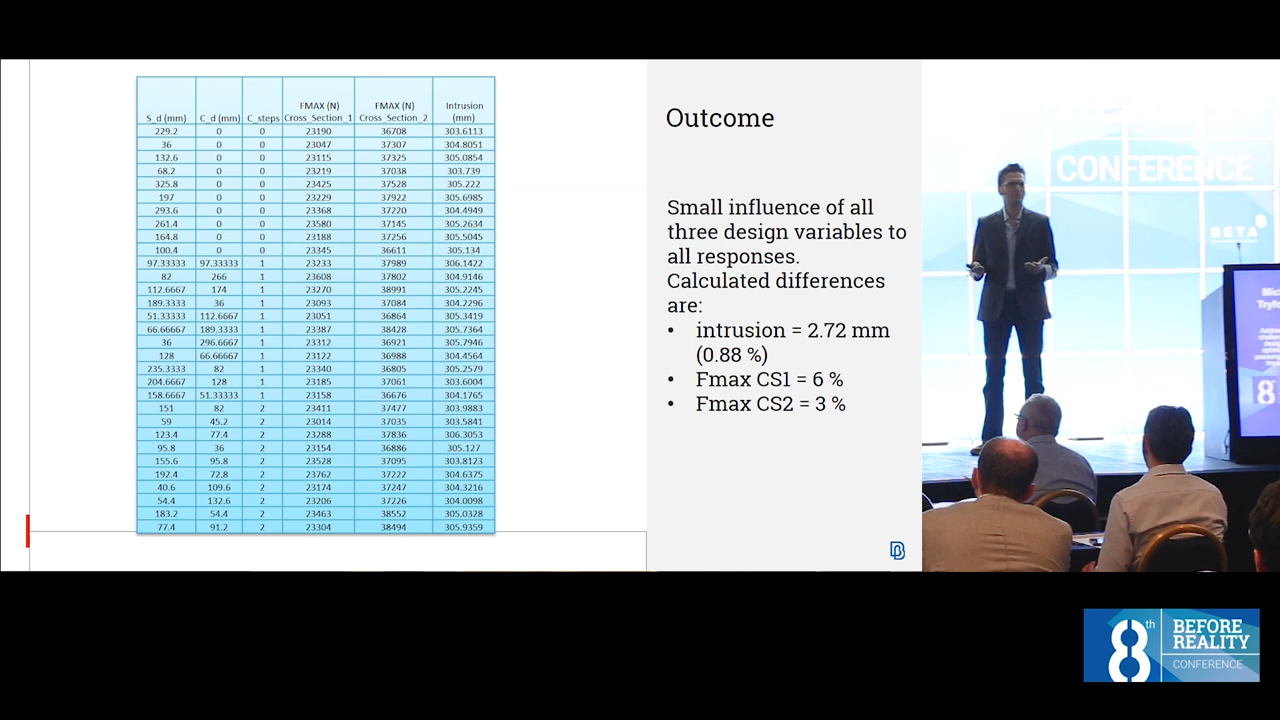 FMAX (N) FMAX (N) Intrusion
S_d (mm) C_d (mm) C_steps Cross_Section_1 Cross_Section_2 (mm)
229.2 0 0 23190 36708 303.6113
36 0 0 23047 37307 304.8051
132.6 0 0 23115 37325 305.0854
68.2 0 0 23219 37038 303.739
325.8 0 0 23425 37528 305.222
197 0 0 23229 37922 305.6985
293.6 0 0 23368 37220 304.4949
261.4 0 0 23580 37145 305.2634
164.8 0 0 23188 37256 305.5045
100.4 0 0 23345 36611 305.134
97.33333 97.33333 1 23233 37989 306.1422
82 266 1 23608 37802 304.9146
112.6667 174 1 23270 38991 305.2245
189.3333 36 1 23093 37084 304.2296
51.33333 112.6667 1 23051 36864 305.3419
66.66667 189.3333 1 23387 38428 305.7364
36 296.6667 1 23312 36921 305.7946
128 66.66667 1 23122 36988 304.4564
235.3333 82 1 23340 36805 305.2579
204.6667 128 1 23185 37061 303.6004
158.6667 51.33333 1 23158 36676 304.1765
151 82 2 23411 37477 303.9883
59 45.2 2 23014 37035 303.5841
123.4 77.4 2 23288 37836 306.3053
95.8 36 2 23154 36886 305.127
155.6 95.8 2 23528 37095 303.8123
192.4 72.8 2 23762 37222 304.6375
40.6 109.6 2 23174 37247 304.3216
54.4 132.6 2 23206 37226 304.0098
183.2 54.4 2 23463 38552 305.0328
77.4 91.2 2 23304 38494 305.9359
Outcome
Small influence of all
three design variables to
all responses.
Calculated differences
are:
• intrusion = 2.72 mm
(0.88 %)
• Fmax CS1 = 6 %
• Fmax CS2 = 3 %
CONFERENCE
BETA
8
8th
BEFORE
REALITY
CONFERENCE